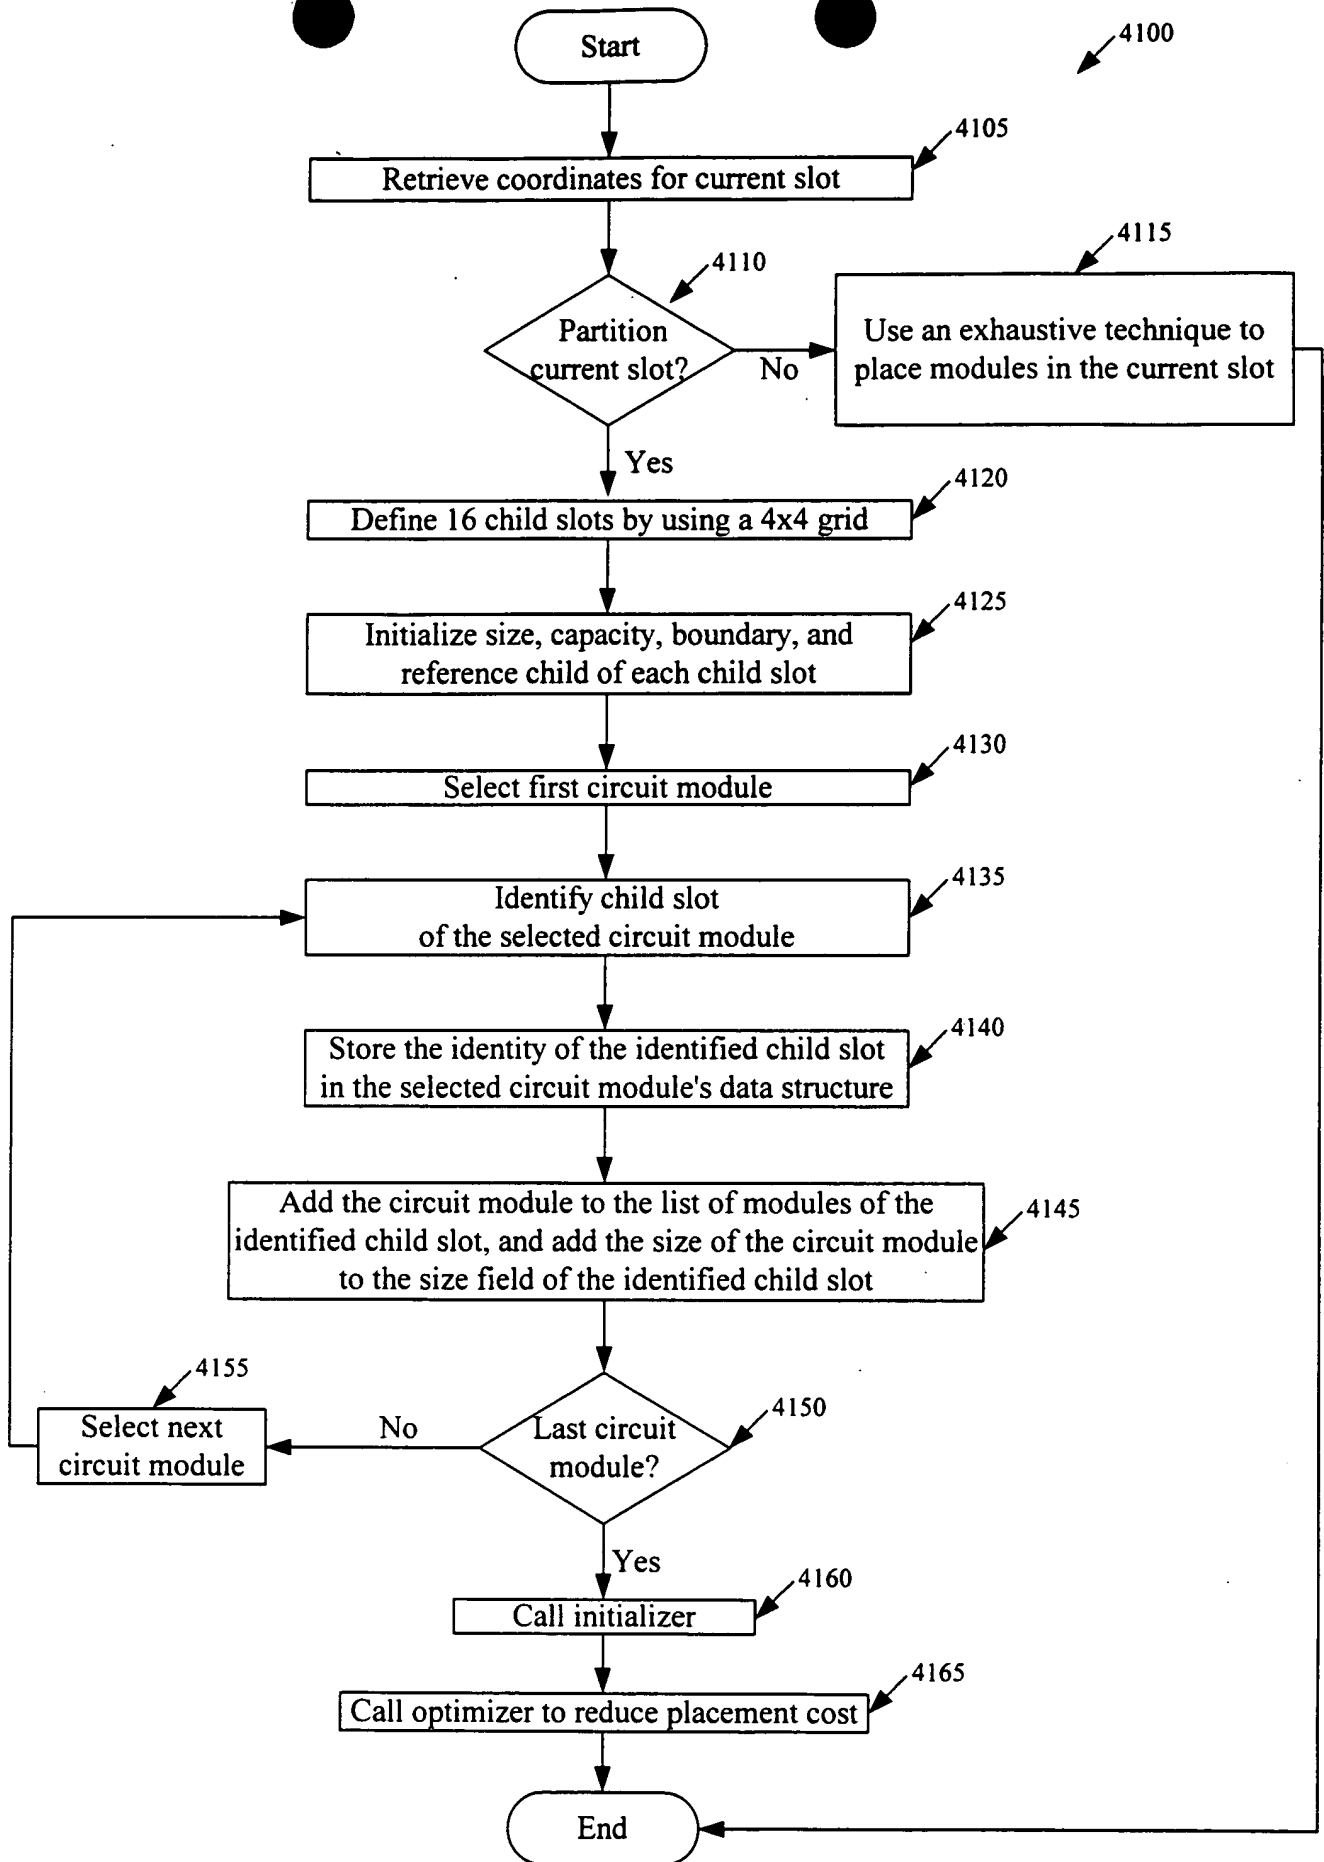 Start
4100
4105
Retrieve coordinates for current slot
4110
4115
Partition
current slot?
No
Use an exhaustive technique to
place modules in the current slot
Yes
4120
Define 16 child slots by using a 4x4 grid
4125
Initialize size, capacity, boundary, and
reference child of each child slot
4130
Select first circuit module
4135
Identify child slot
of the selected circuit module
4140
Store the identity of the identified child slot
in the selected circuit module's data structure
4145
Add the circuit module to the list of modules of the
identified child slot, and add the size of the circuit module
to the size field of the identified child slot
4155
Select next
circuit module
No
4150
Last circuit
module?
Yes
4160
Call initializer
4165
Call optimizer to reduce placement cost
End